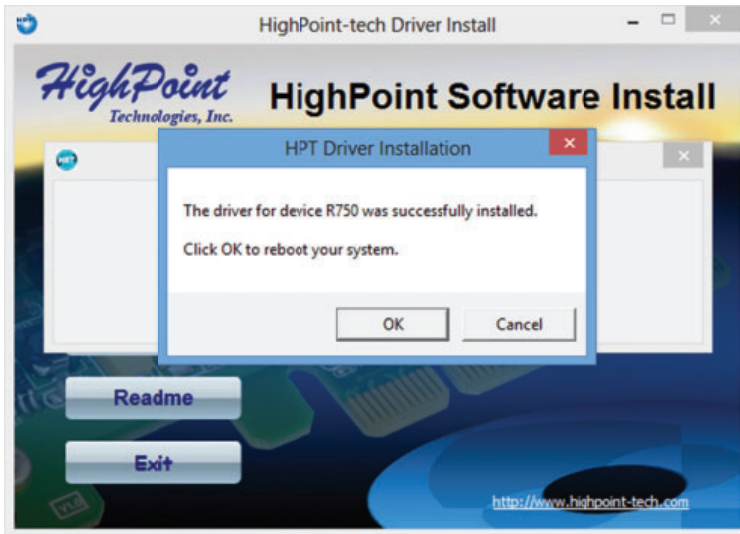 HighPoint-tech Driver Install
HighPoint
Technologies, Inc.
HighPoint Software Install
HPT Driver Installation
The driver for device R750 was successfully installed.
Click OK to reboot your system.
OK
Cancel
Readme
Exit
http://www.highpoint-tech.com